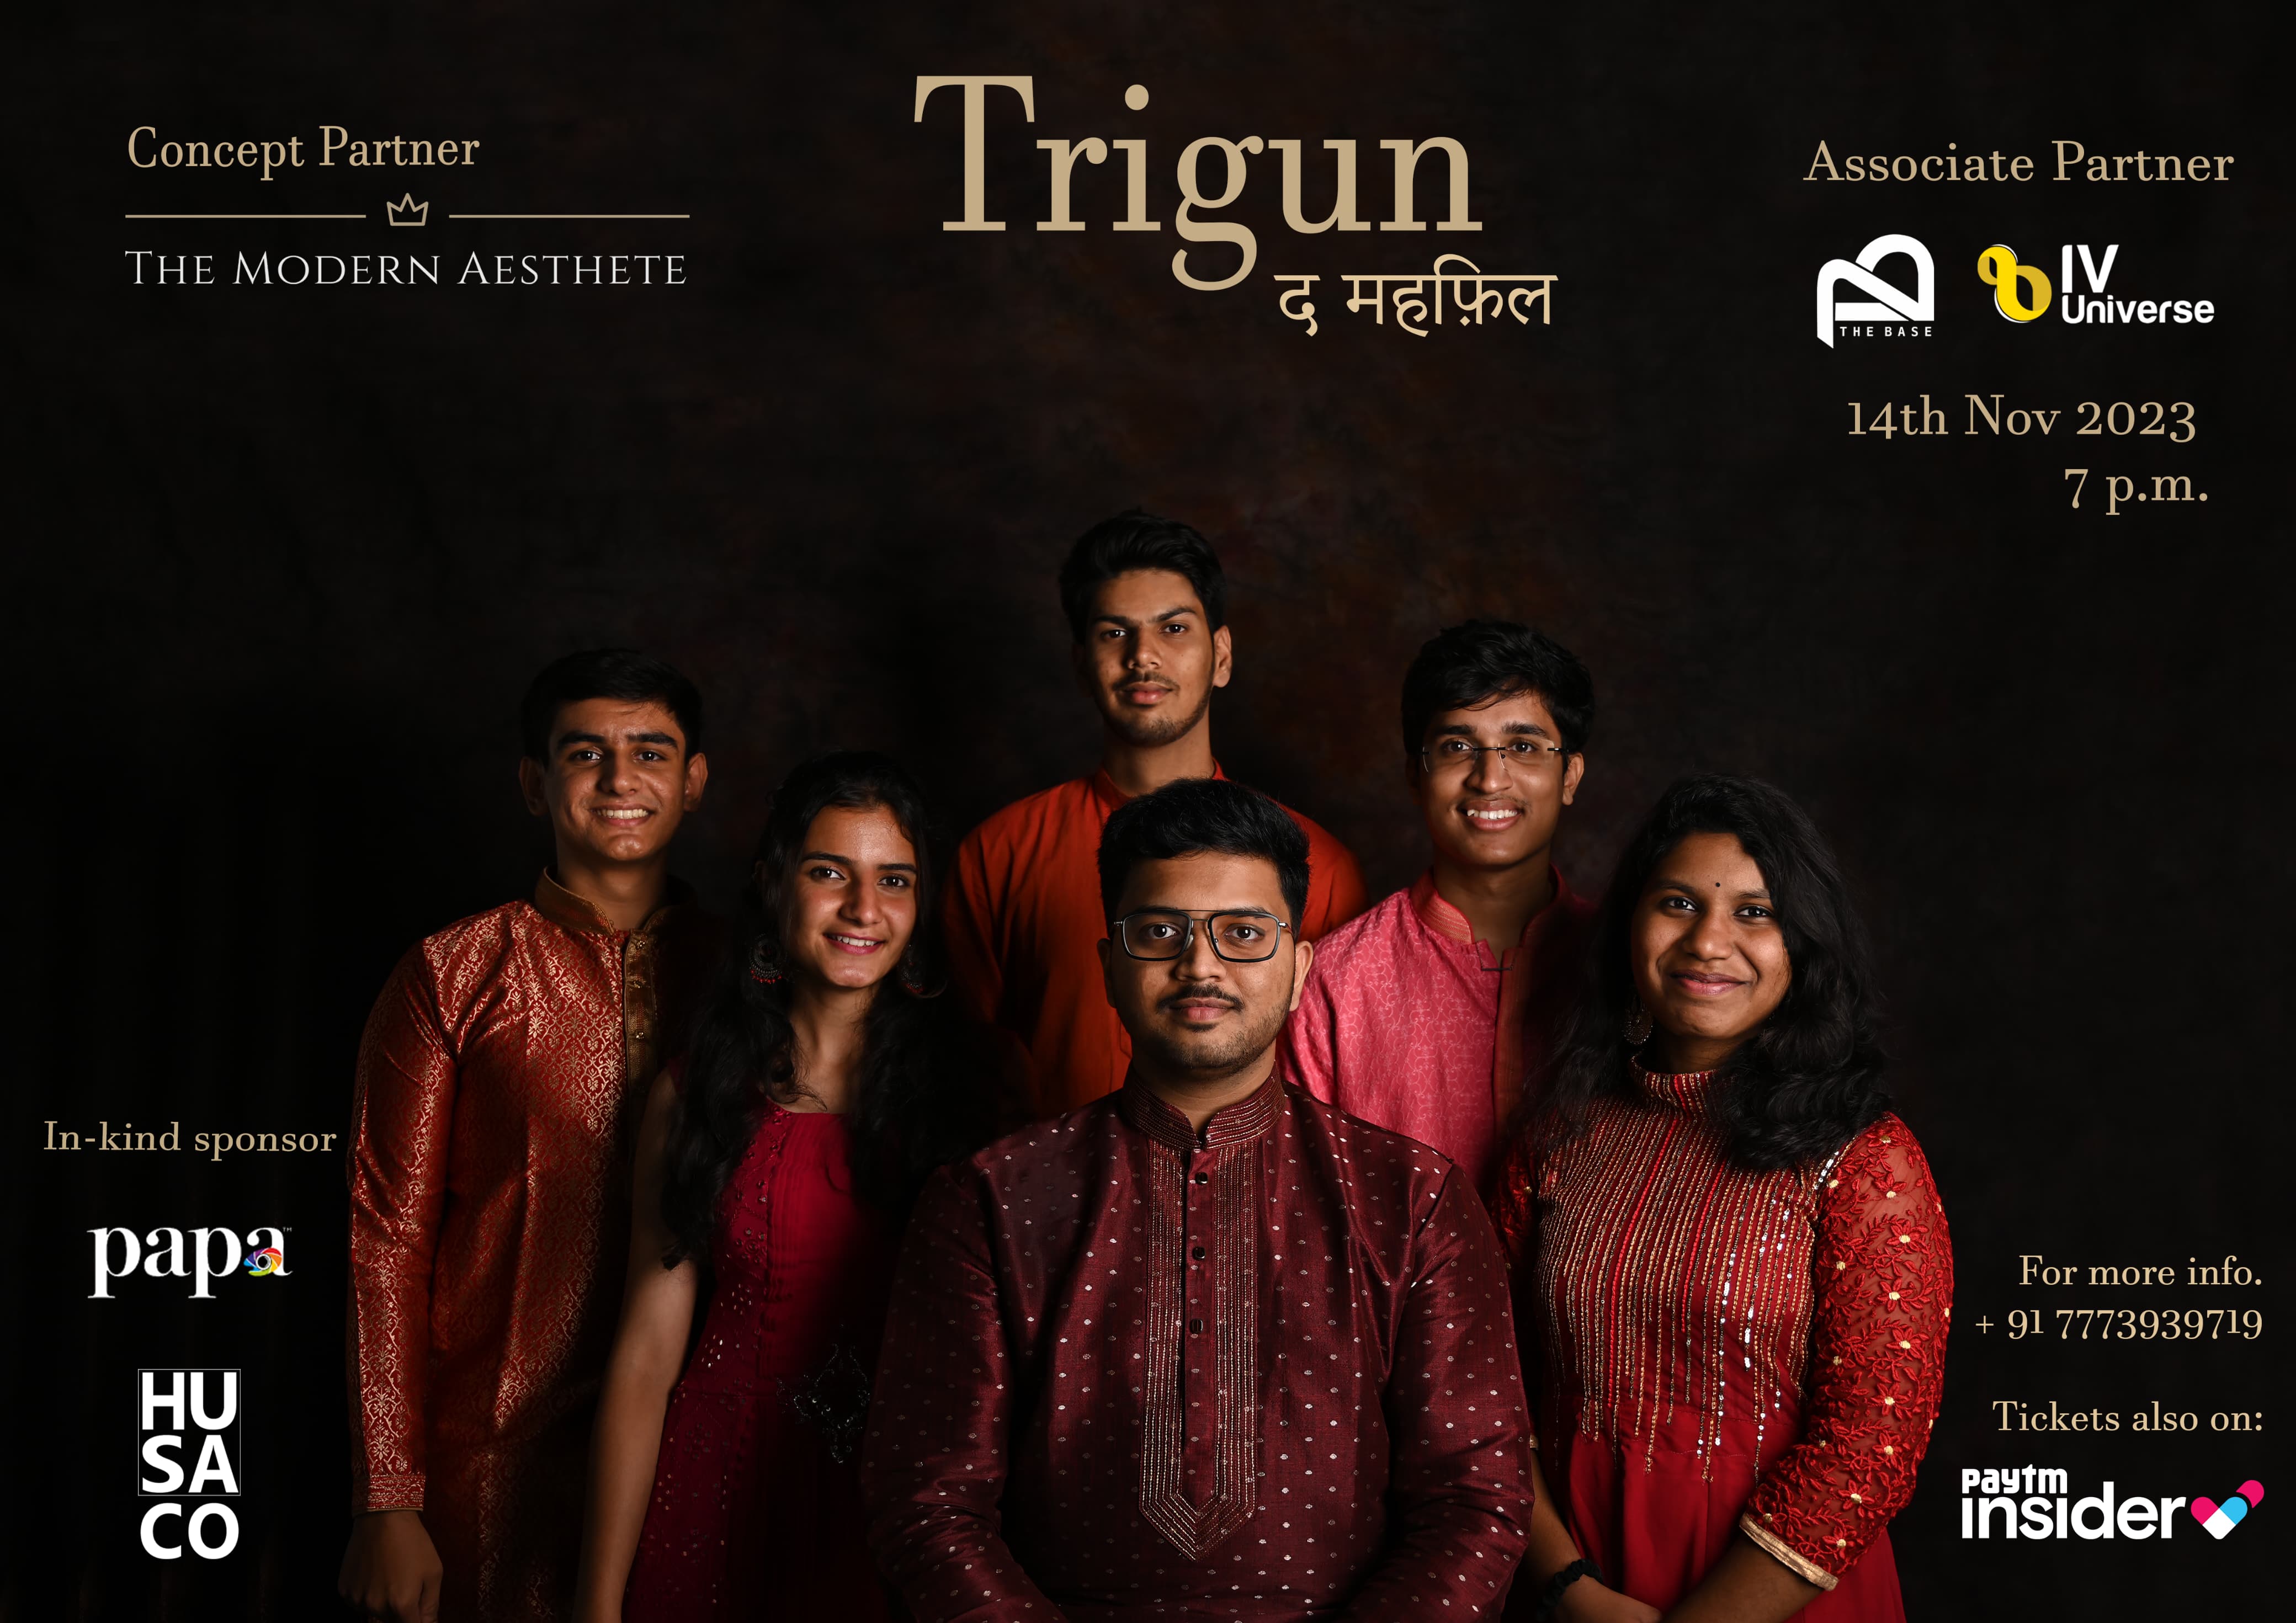 Trigun
द महफ़िल
Concept Partner
THE MODERN AESTHETE
Associate Partner
THE BASE
IV
Universe
14th Nov 2023
7 p.m.
In-kind sponsor
papa™
HU
SA
CO
For more info.
+ 91 7773939719
Tickets also on:
paytm
insider